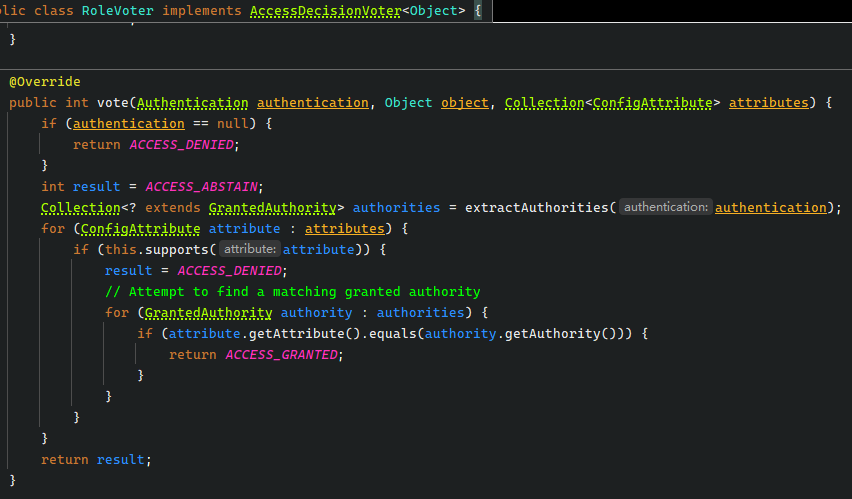 blic class RoleVoter implements AccessDecisionVoter<Object> {
}
@Override
public int vote(Authentication authentication, Object object, Collection<ConfigAttribute> attributes) {
if (authentication == null) {
return ACCESS_DENIED;
}
int result = ACCESS_ABSTAIN;
Collection<? extends GrantedAuthority> authorities = extractAuthorities( authentication: authentication);
for (ConfigAttribute attribute : attributes) {
if (this.supports( attribute: attribute)) {
result = ACCESS_DENIED;
// Attempt to find a matching granted authority
for (GrantedAuthority authority : authorities) {
if (attribute.getAttribute().equals(authority.getAuthority())) {
return ACCESS_GRANTED;
}
}
}
}
return result;
}